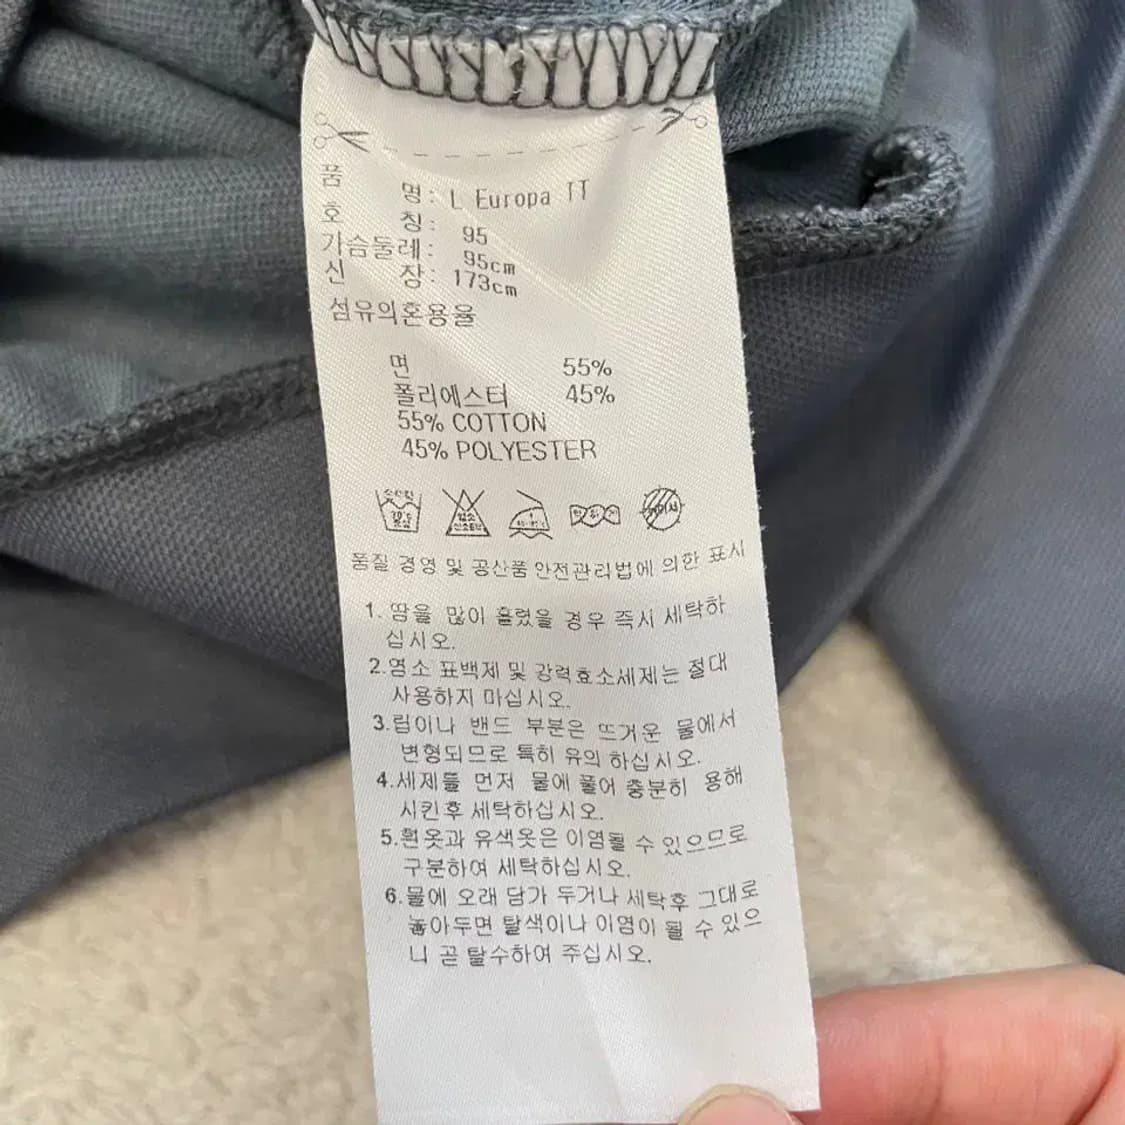 품 명: L Europa TT
호 칭: 95
가슴둘레: 95cm
신 장: 173cm
섬유의혼용율
면 55%
폴리에스터 45%
55% COTTON
45% POLYESTER
품질 경영 및 공산품 안전관리법에 의한 표시
1. 땀을 많이 흘렸을 경우 즉시 세탁하
십시오.
2.염소 표백제 및 강력효소세제는 절대
사용하지 마십시오.
3.립이나 밴드 부분은 뜨거운 물에서
변형되므로 특히 유의 하십시오.
4.세제를 먼저 물에 풀어 충분히 용해
시킨후 세탁하십시오.
5.흰옷과 유색옷은 이염될 수 있으므로
구분하여 세탁하십시오.
6.물에 오래 담가 두거나 세탁후 그대로
놓아두면 탈색이나 이염이 될 수 있으
니 곧 탈수하여 주십시오.